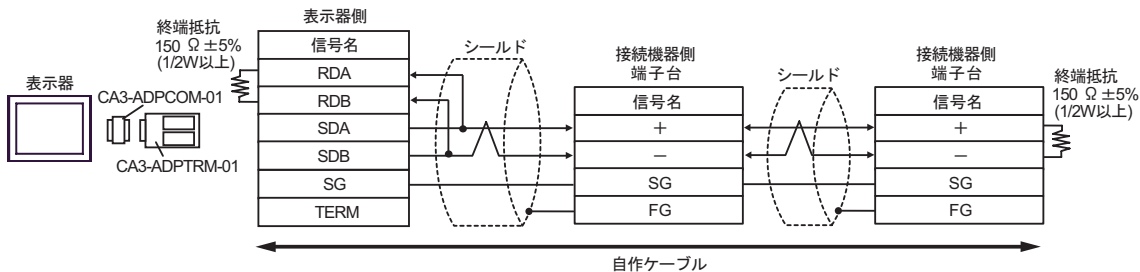 表示器
CA3-ADPCOM-01
CA3-ADPTRM-01
終端抵抗
150 Ω ±5%
(1/2W以上)
表示器側
信号名
RDA
RDB
SDA
SDB
SG
TERM
シールド
接続機器側
端子台
信号名
+
−
SG
FG
シールド
接続機器側
端子台
信号名
+
−
SG
FG
終端抵抗
150 Ω ±5%
(1/2W以上)
自作ケーブル